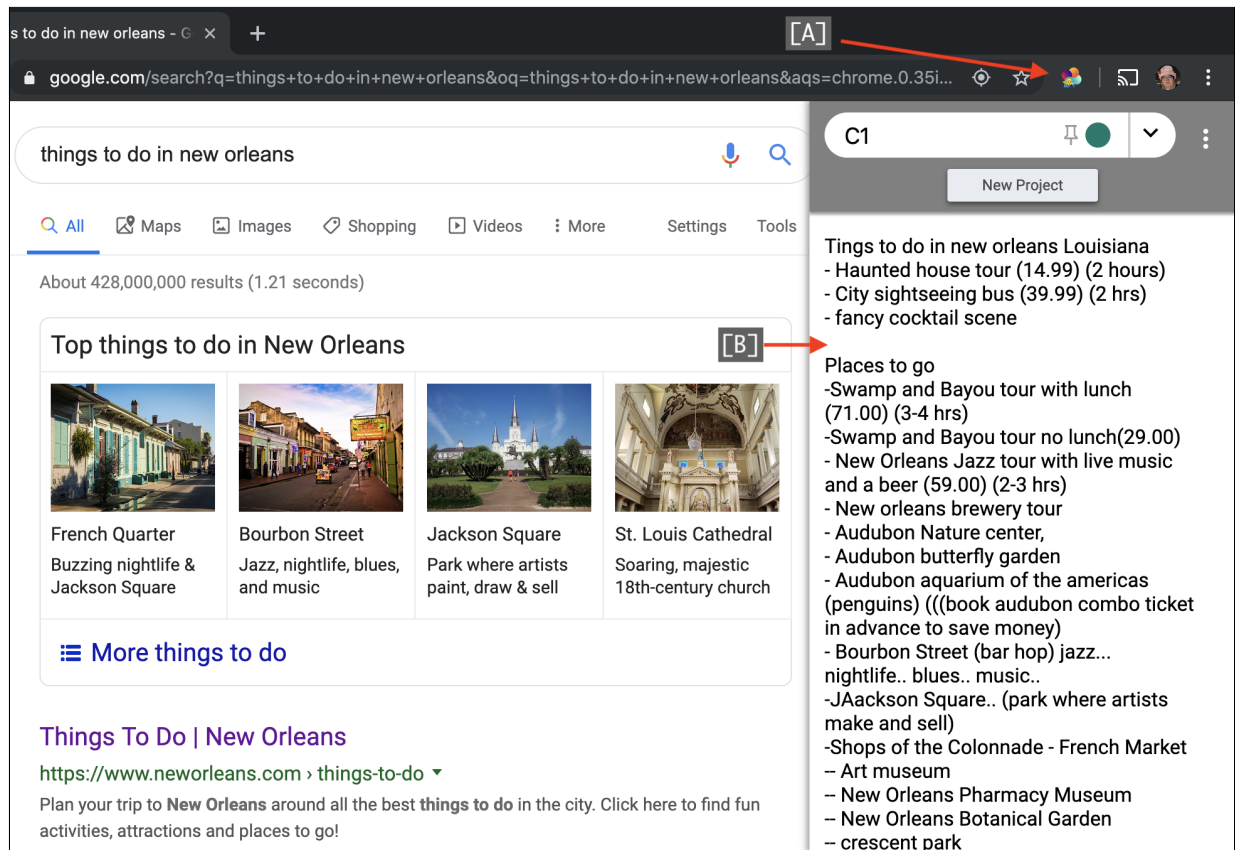 s to do in new orleans - G
[A]
google.com/search?q=things+to+do+in+new+orleans&oq=things+to+do+in+new+orleans&aqs=chrome.0.35i...
things to do in new orleans
All
Maps
Images
Shopping
Videos
More
Settings
Tools
About 428,000,000 results (1.21 seconds)
Top things to do in New Orleans
[B]
French Quarter
Buzzing nightlife &
Jackson Square
Bourbon Street
Jazz, nightlife, blues,
and music
Jackson Square
Park where artists
paint, draw & sell
St. Louis Cathedral
Soaring, majestic
18th-century church
More things to do
Things To Do | New Orleans
https://www.neworleans.com › things-to-do
Plan your trip to New Orleans around all the best things to do in the city. Click here to find fun
activities, attractions and places to go!
C1
New Project
Tings to do in new orleans Louisiana
- Haunted house tour (14.99) (2 hours)
- City sightseeing bus (39.99) (2 hrs)
- fancy cocktail scene
Places to go
-Swamp and Bayou tour with lunch
(71.00) (3-4 hrs)
-Swamp and Bayou tour no lunch(29.00)
- New Orleans Jazz tour with live music
and a beer (59.00) (2-3 hrs)
- New orleans brewery tour
- Audubon Nature center,
- Audubon butterfly garden
- Audubon aquarium of the americas
(penguins) (((book audubon combo ticket
in advance to save money)
- Bourbon Street (bar hop) jazz...
nightlife.. blues.. music..
-JAackson Square.. (park where artists
make and sell)
-Shops of the Colonnade - French Market
-- Art museum
-- New Orleans Pharmacy Museum
-- New Orleans Botanical Garden
-- crescent park